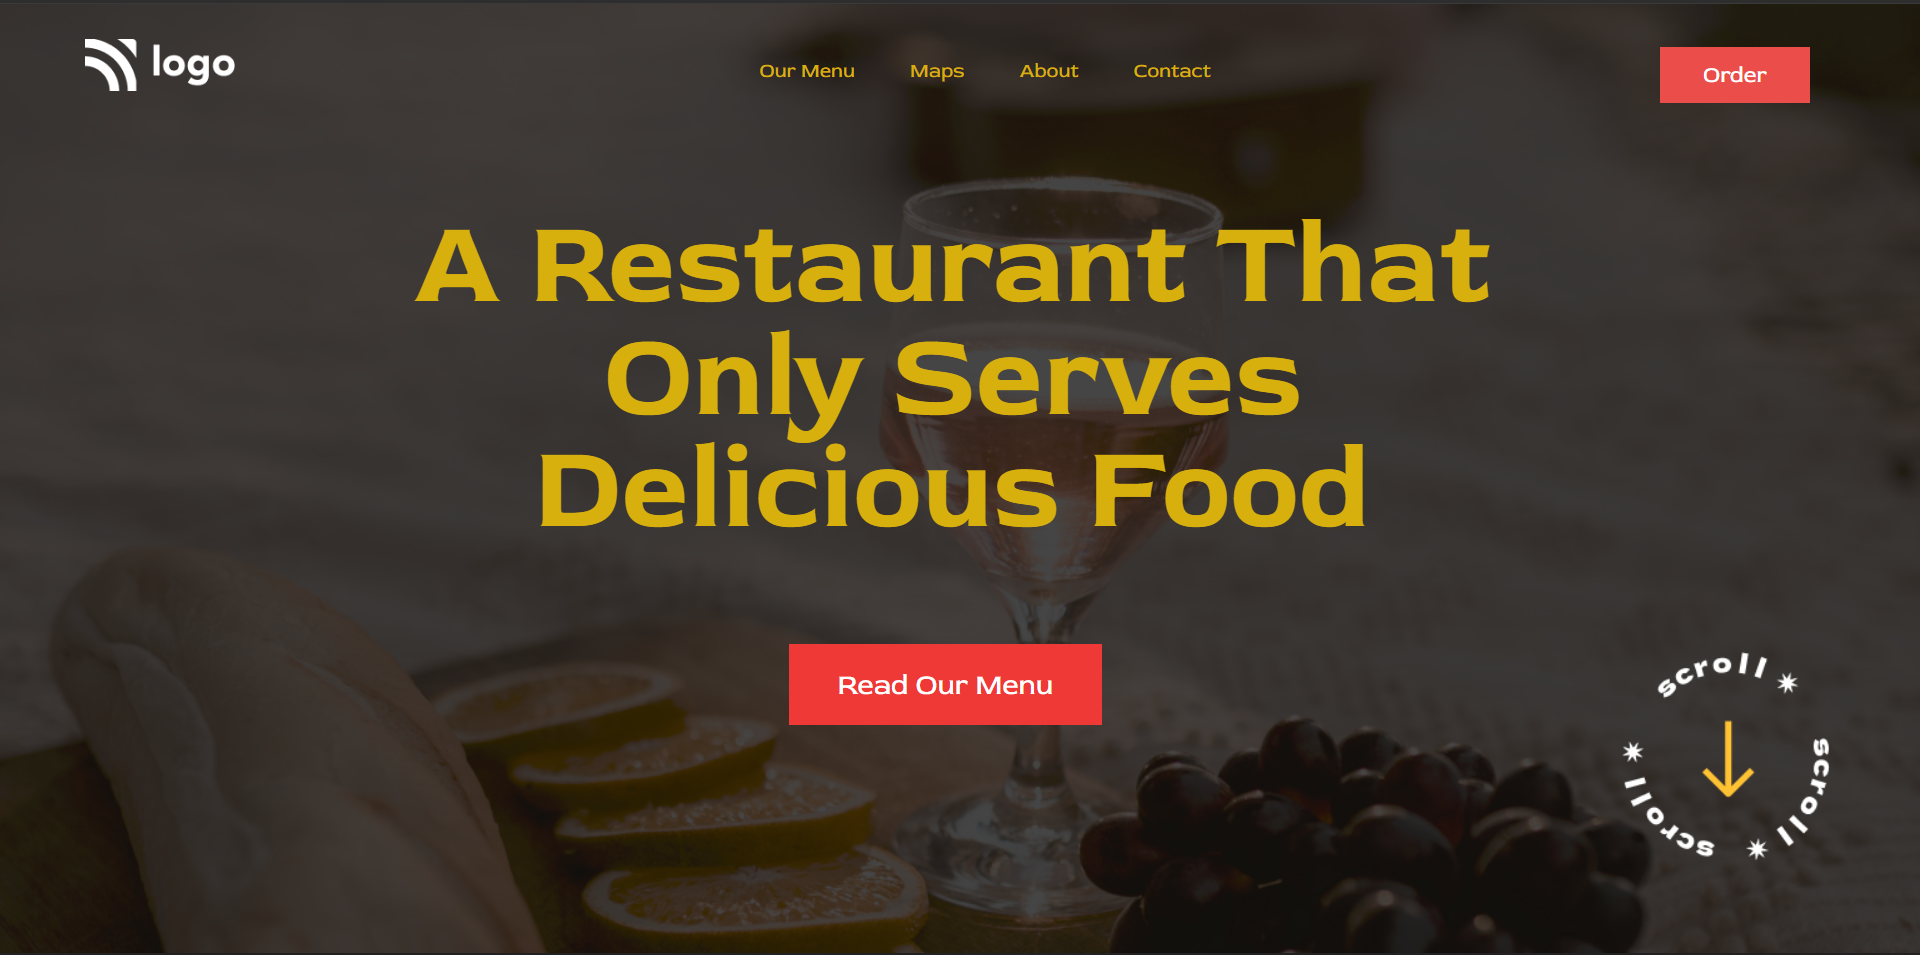 logo
Our Menu
Maps
About
Contact
Order
A Restaurant That
Only Serves
Delicious Food
Read Our Menu
scroll
scroll
scroll